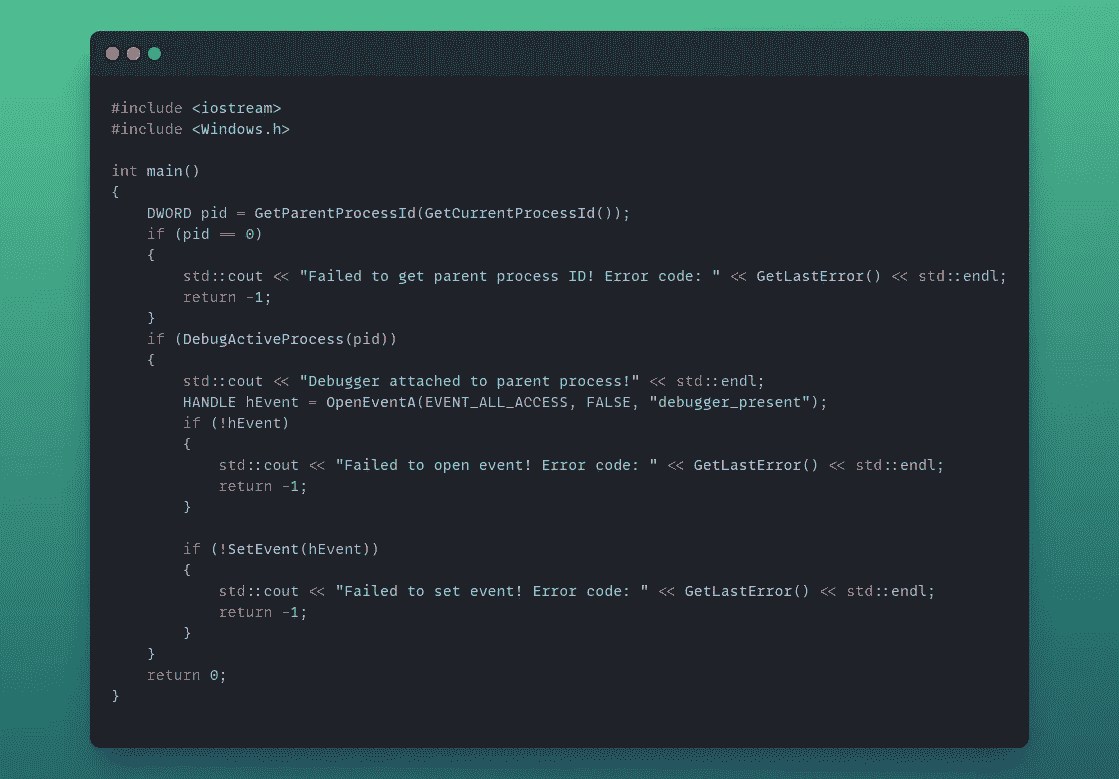 #include <iostream>
#include <Windows.h>
int main()
{
    DWORD pid = GetParentProcessId(GetCurrentProcessId());
    if (pid == 0)
    {
        std::cout << "Failed to get parent process ID! Error code: " << GetLastError() << std::endl;
        return -1;
    }
    if (DebugActiveProcess(pid))
    {
        std::cout << "Debugger attached to parent process!" << std::endl;
        HANDLE hEvent = OpenEventA(EVENT_ALL_ACCESS, FALSE, "debugger_present");
        if (!hEvent)
        {
            std::cout << "Failed to open event! Error code: " << GetLastError() << std::endl;
            return -1;
        }
        if (!SetEvent(hEvent))
        {
            std::cout << "Failed to set event! Error code: " << GetLastError() << std::endl;
            return -1;
        }
    }
    return 0;
}